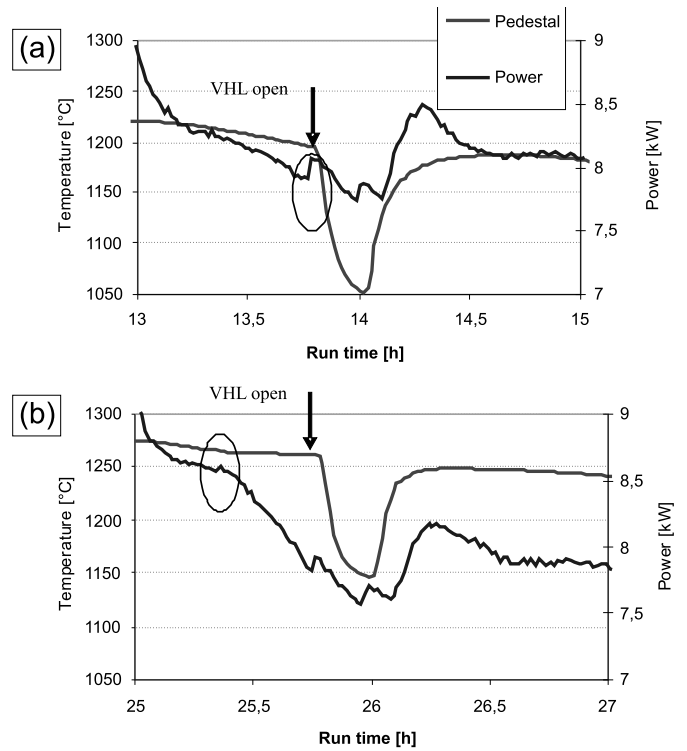 (a)
Pedestal
Power
VHL open
Temperature [°C]
1300
1250
1200
1150
1100
1050
9
8,5
8
7,5
7
Power [kW]
13
13,5
14
14,5
15
Run time [h]
(b)
VHL open
Temperature [°C]
1300
1250
1200
1150
1100
1050
9
8,5
8
7,5
7
Power [kW]
25
25,5
26
26,5
27
Run time [h]